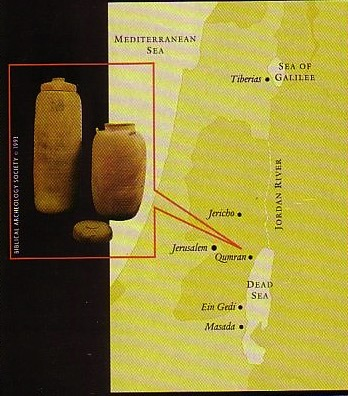 MEDITERRANEAN
SEA
SEA OF
GALILEE
Tiberias
JORDAN RIVER
Jericho
Jerusalem
Qumran
DEAD
SEA
Ein Gedi
Masada
BIBLICAL ARCHEOLOGY SOCIETY © 1993